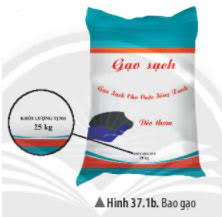 Gạo sạch
Gạo Sạch Cho Cuộc Sống Xanh
Dẻo thơm
KHỐI LƯỢNG TỊNH
25 kg
▲ Hình 37.1b. Bao gạo